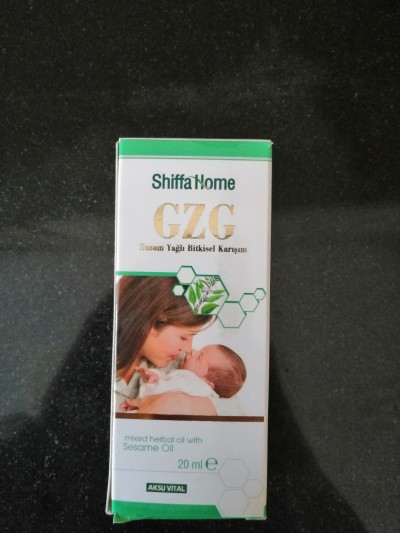 Shiffa Home
GZG
Susam Yağlı Bitkisel Karışım
mixed herbal oil with
Sesame Oil
20 ml ℮
AKSU VİTAL